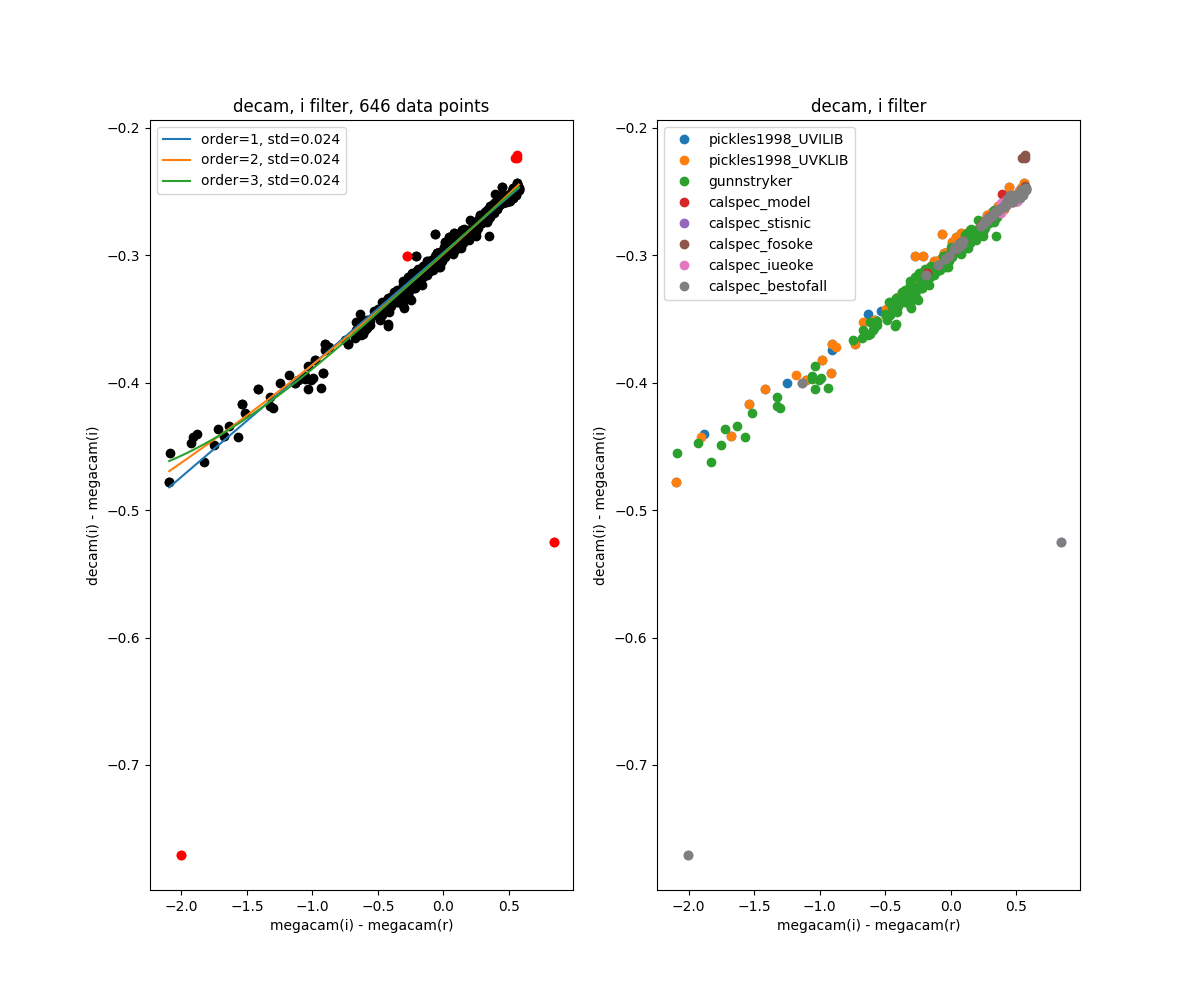 decam, i filter, 646 data points
order=1, std=0.024
order=2, std=0.024
order=3, std=0.024
−0.2
−0.3
−0.4
−0.5
−0.6
−0.7
decam(i) - megacam(i)
−2.0 −1.5 −1.0 −0.5 0.0 0.5
megacam(i) - megacam(r)
decam, i filter
pickles1998_UVILIB
pickles1998_UVKLIB
gunnstryker
calspec_model
calspec_stisnic
calspec_fosoke
calspec_iueoke
calspec_bestofall
−0.2
−0.3
−0.4
−0.5
−0.6
−0.7
decam(i) - megacam(i)
−2.0 −1.5 −1.0 −0.5 0.0 0.5
megacam(i) - megacam(r)